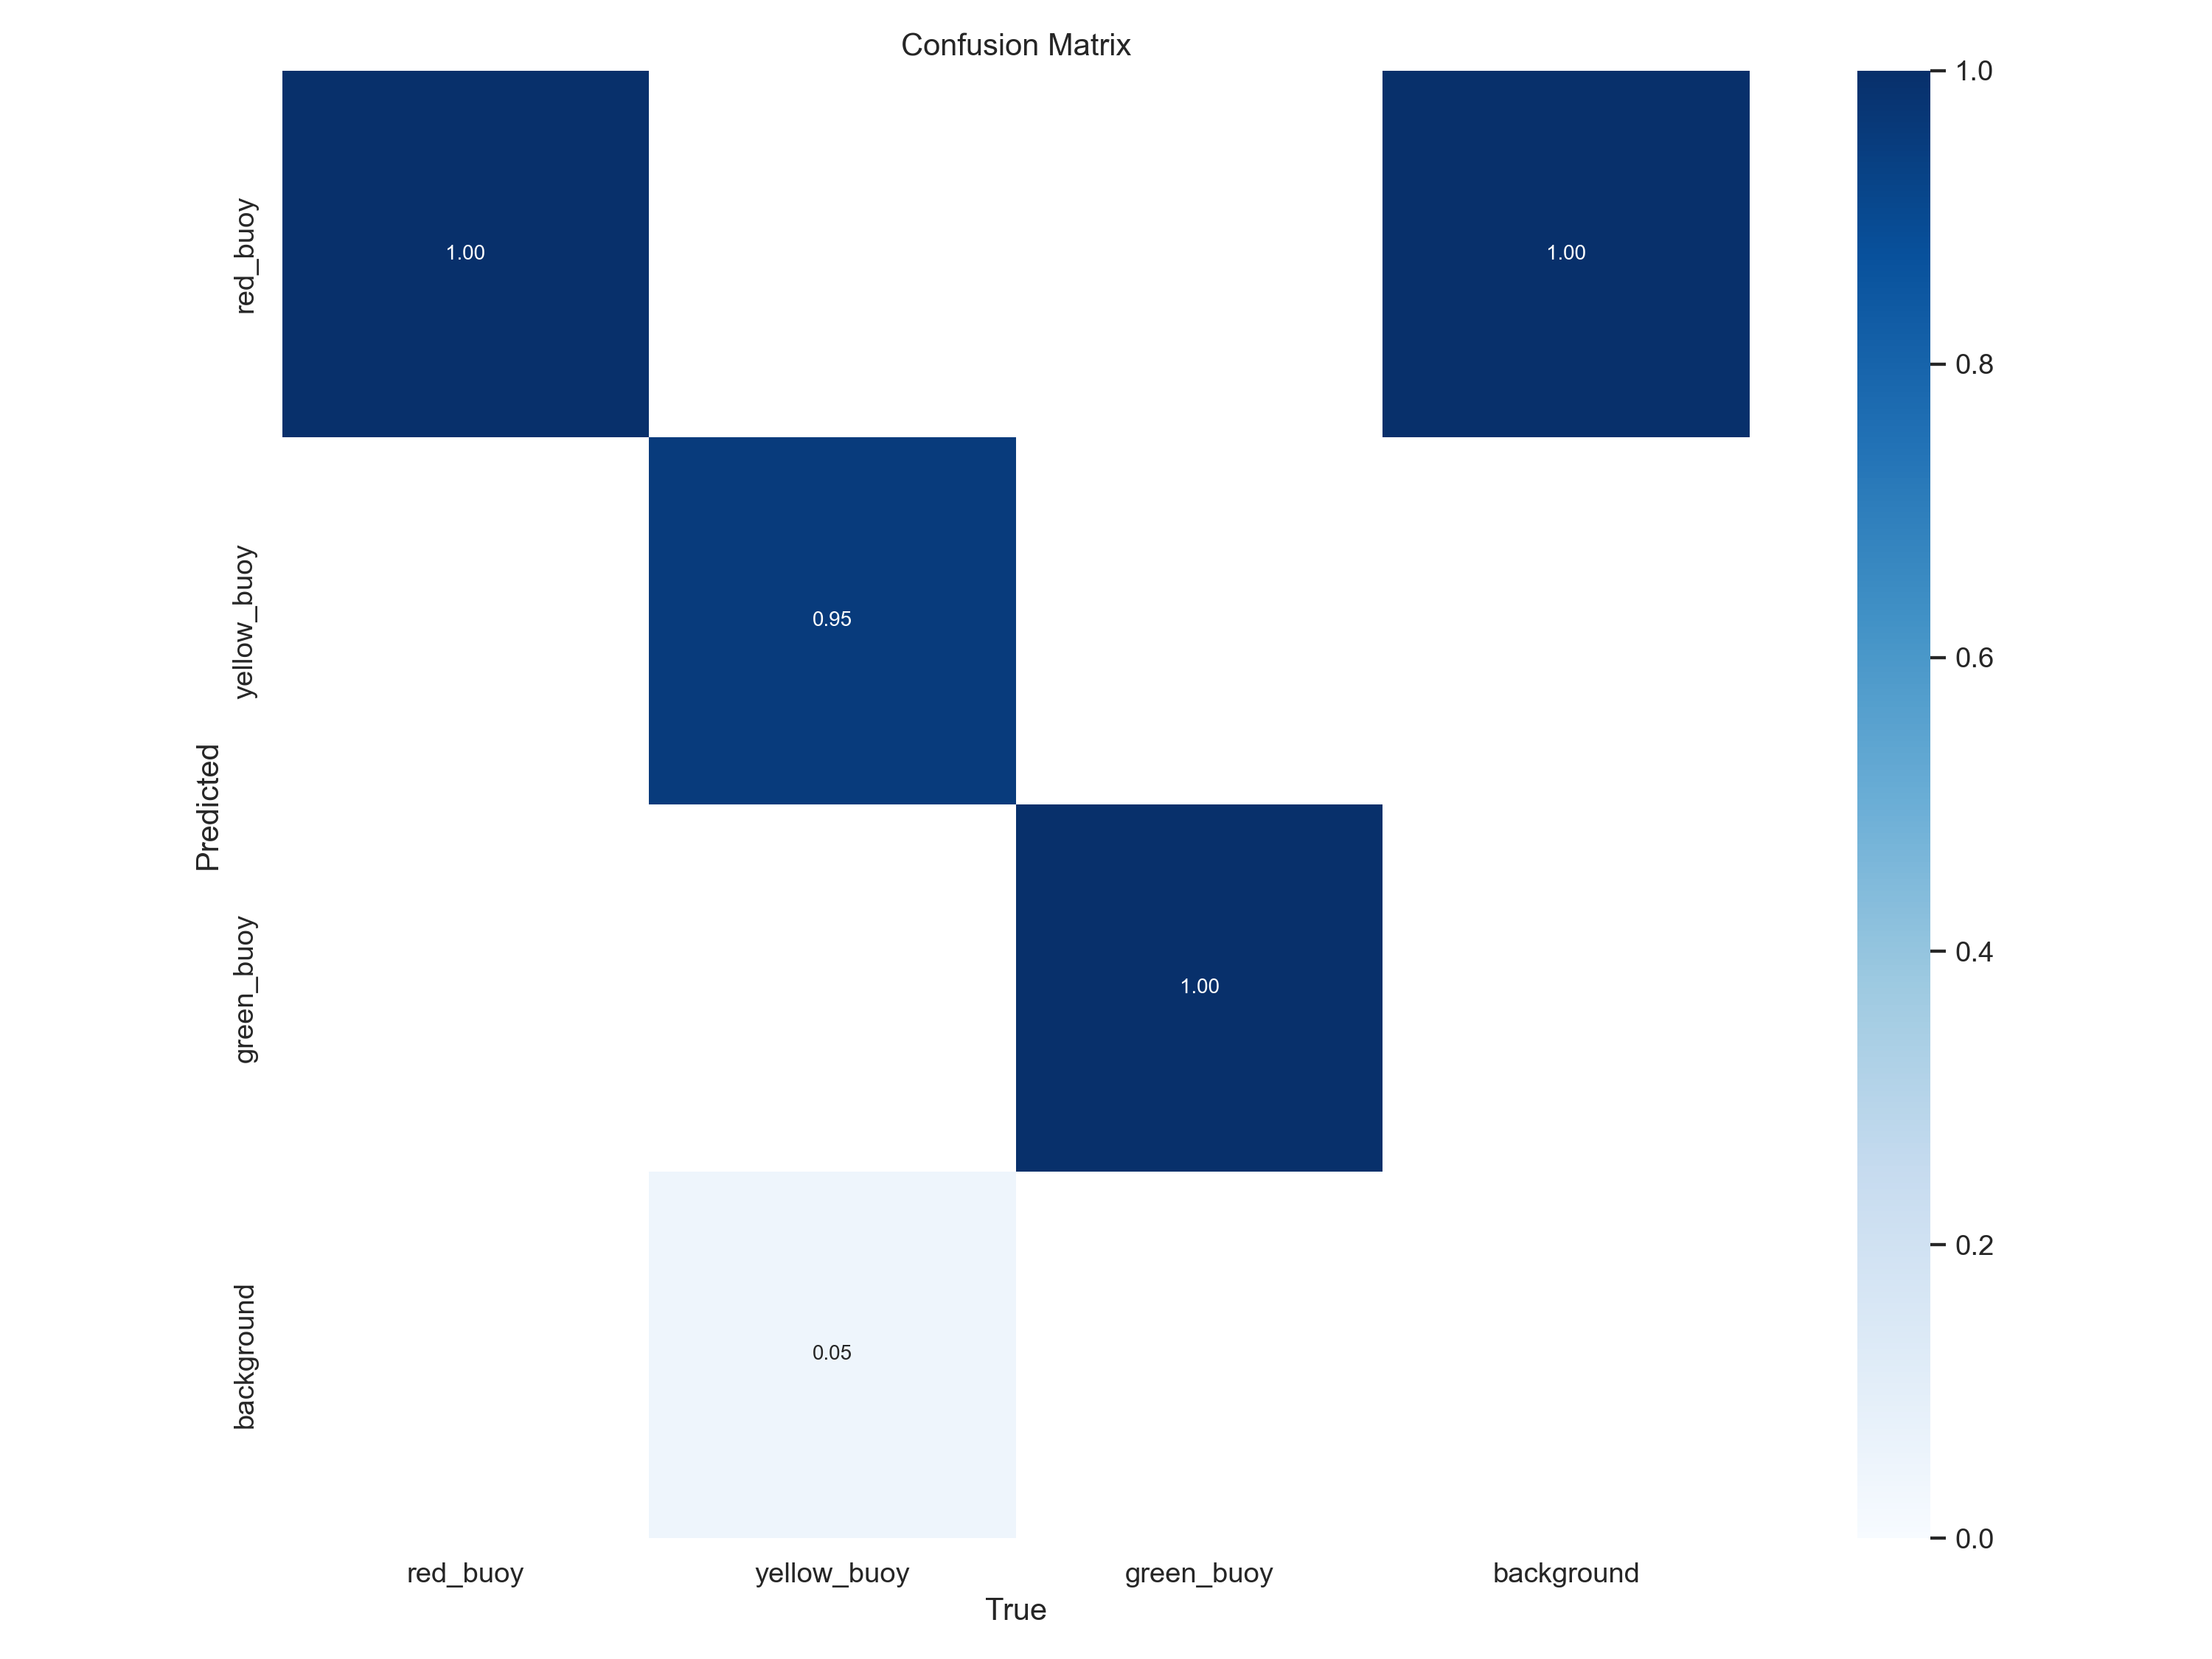 Confusion Matrix
1.0
red_buoy
1.00
1.00
0.8
yellow_buoy
0.95
0.6
Predicted
green_buoy
1.00
0.4
background
0.05
0.2
0.0
red_buoy
yellow_buoy
green_buoy
background
True